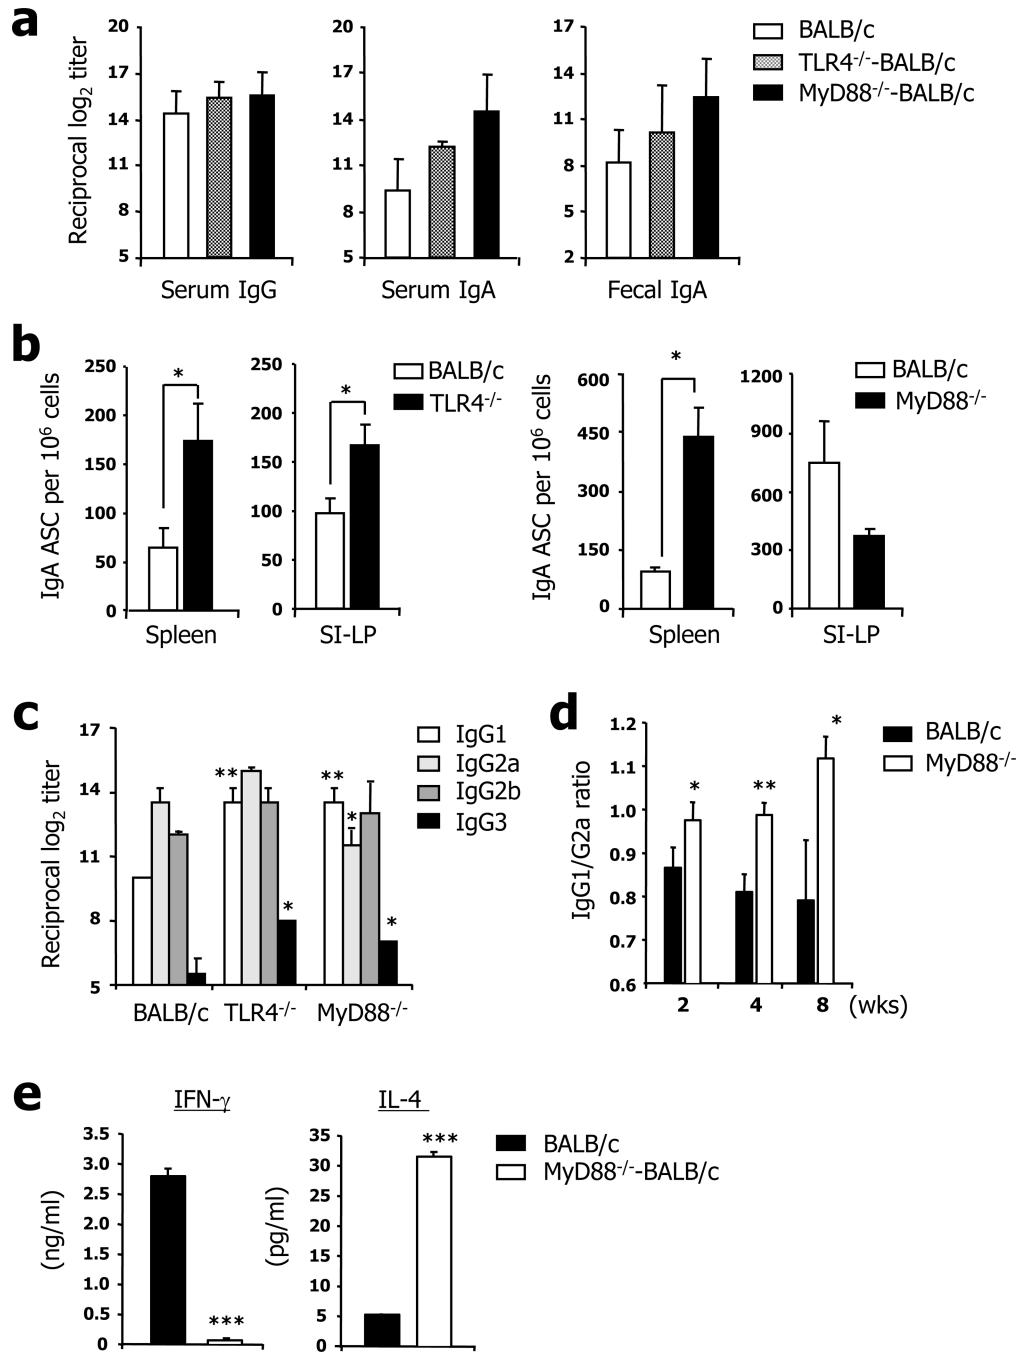 a
Reciprocal log2 titer
20
17
14
11
8
5
Serum IgG
20
17
14
11
8
5
Serum IgA
17
14
11
8
5
2
Fecal IgA
BALB/c
TLR4-/--BALB/c
MyD88-/--BALB/c
b
IgA ASC per 10^6 cells
250
200
150
100
50
0
*
Spleen
250
200
150
100
50
0
*
SI-LP
BALB/c
TLR4-/-
IgA ASC per 10^6 cells
600
450
300
150
0
*
Spleen
1200
900
600
300
0
SI-LP
BALB/c
MyD88-/-
c
Reciprocal log2 titer
17
14
11
8
5
**
*
**
*
*
BALB/c
TLR4-/-
MyD88-/-
IgG1
IgG2a
IgG2b
IgG3
d
IgG1/G2a ratio
1.2
1.1
1.0
0.9
0.8
0.7
0.6
*
**
*
2 4 8 (wks)
BALB/c
MyD88-/-
e
IFN-γ
(ng/ml)
3.5
3.0
2.5
2.0
1.5
1.0
0.5
0
***
IL-4
(pg/ml)
35
30
25
20
15
10
5
0
***
BALB/c
MyD88-/--BALB/c